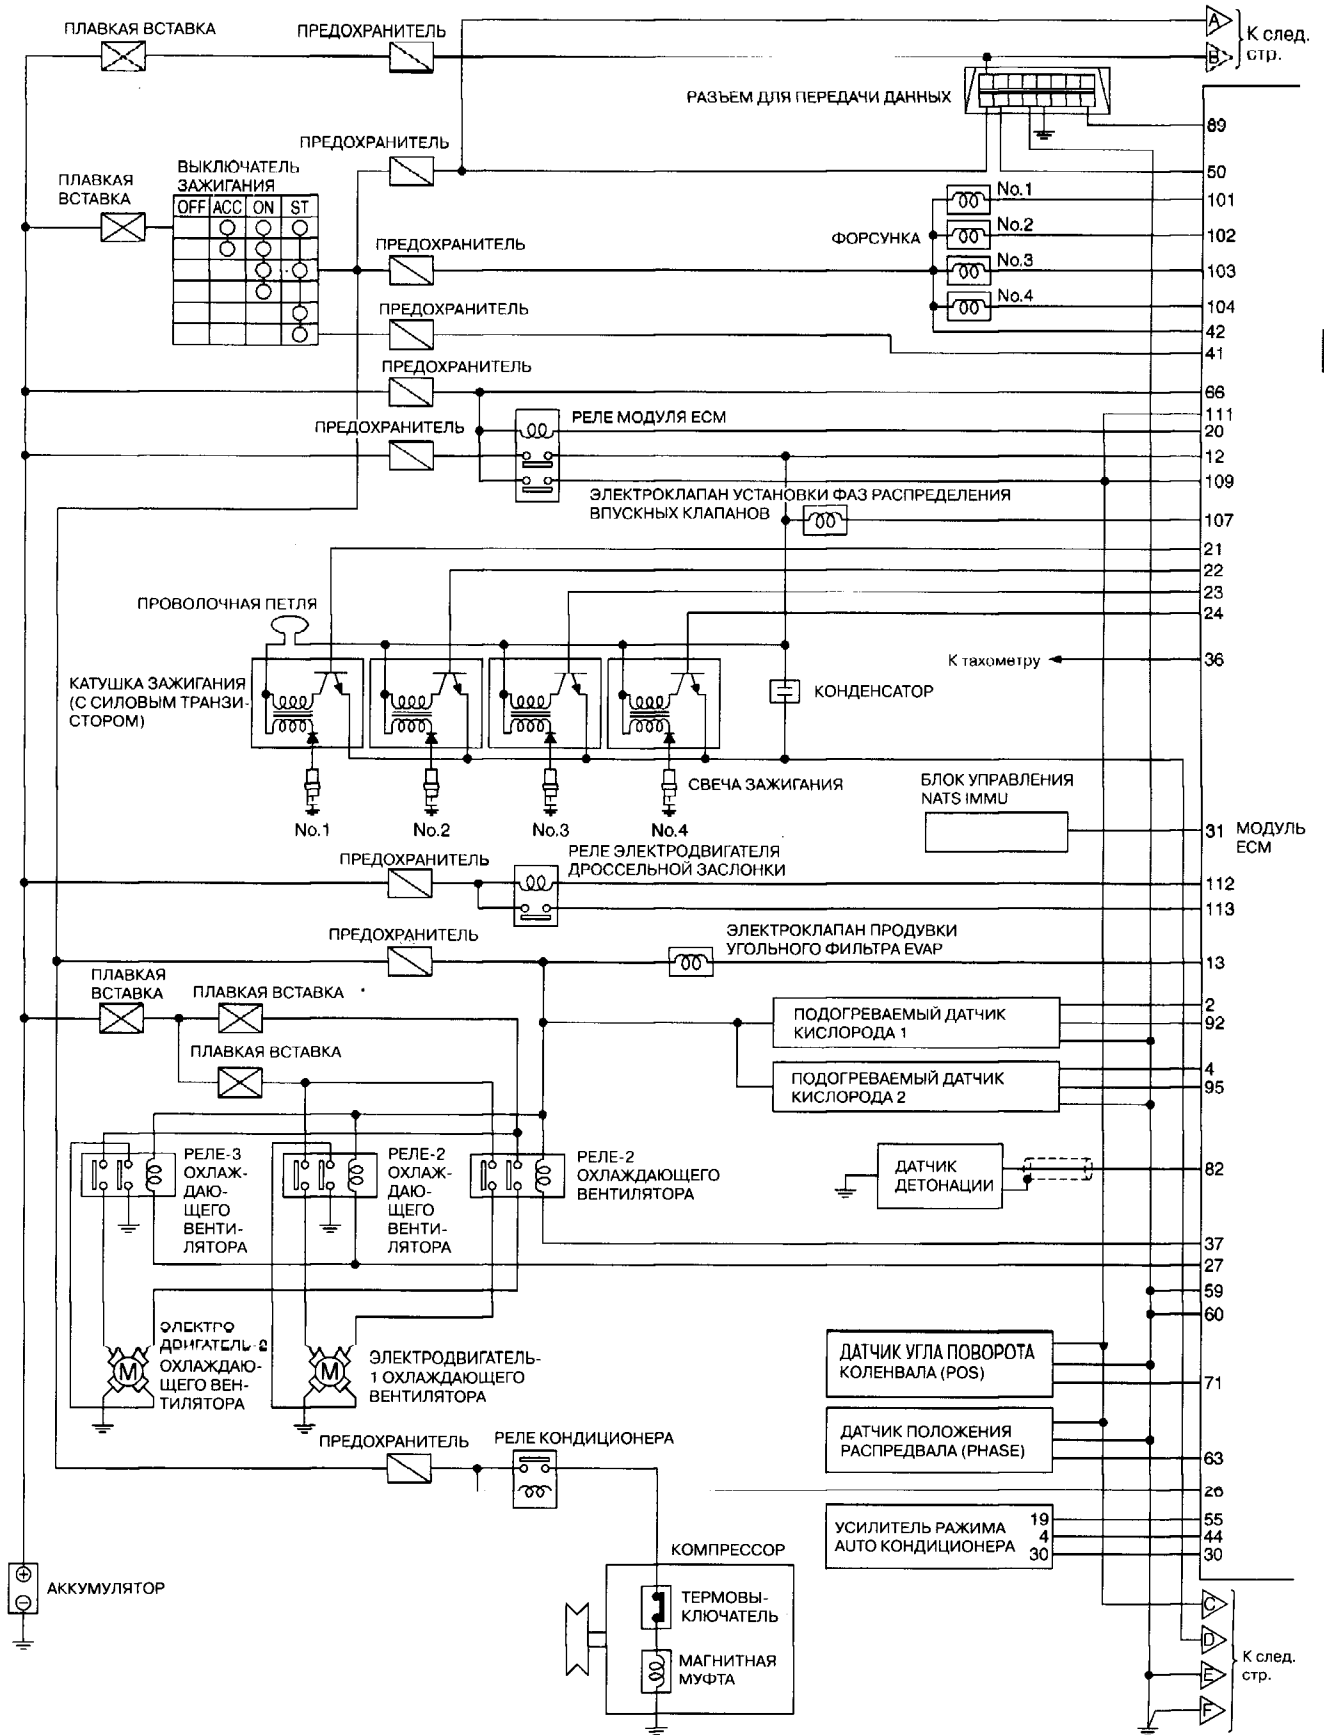 ПЛАВКАЯ ВСТАВКА
ПРЕДОХРАНИТЕЛЬ
A
B
К след.
стр.
РАЗЪЕМ ДЛЯ ПЕРЕДАЧИ ДАННЫХ
89
ПРЕДОХРАНИТЕЛЬ
50
ПЛАВКАЯ
ВСТАВКА
ВЫКЛЮЧАТЕЛЬ
ЗАЖИГАНИЯ
OFF ACC ON ST
No.1
101
ФОРСУНКА
No.2
102
ПРЕДОХРАНИТЕЛЬ
No.3
103
No.4
104
ПРЕДОХРАНИТЕЛЬ
42
41
ПРЕДОХРАНИТЕЛЬ
66
111
РЕЛЕ МОДУЛЯ ECM
20
ПРЕДОХРАНИТЕЛЬ
12
109
ЭЛЕКТРОКЛАПАН УСТАНОВКИ ФАЗ РАСПРЕДЕЛЕНИЯ
ВПУСКНЫХ КЛАПАНОВ
107
21
22
23
24
ПРОВОЛОЧНАЯ ПЕТЛЯ
К тахометру
36
КАТУШКА ЗАЖИГАНИЯ
(С СИЛОВЫМ ТРАНЗИ-
СТОРОМ)
КОНДЕНСАТОР
СВЕЧА ЗАЖИГАНИЯ
No.1
No.2
No.3
No.4
БЛОК УПРАВЛЕНИЯ
NATS IMMU
31
МОДУЛЬ
ECM
ПРЕДОХРАНИТЕЛЬ
РЕЛЕ ЭЛЕКТРОДВИГАТЕЛЯ
ДРОССЕЛЬНОЙ ЗАСЛОНКИ
112
113
ПРЕДОХРАНИТЕЛЬ
ЭЛЕКТРОКЛАПАН ПРОДУВКИ
УГОЛЬНОГО ФИЛЬТРА EVAP
13
ПЛАВКАЯ
ВСТАВКА
ПЛАВКАЯ ВСТАВКА
ПЛАВКАЯ ВСТАВКА
ПОДОГРЕВАЕМЫЙ ДАТЧИК
КИСЛОРОДА 1
2
92
ПОДОГРЕВАЕМЫЙ ДАТЧИК
КИСЛОРОДА 2
4
95
РЕЛЕ-3
ОХЛАЖ-
ДАЮ-
ЩЕГО
ВЕНТИ-
ЛЯТОРА
РЕЛЕ-2
ОХЛАЖ-
ДАЮ-
ЩЕГО
ВЕНТИ-
ЛЯТОРА
РЕЛЕ-2
ОХЛАЖДАЮЩЕГО
ВЕНТИЛЯТОРА
ДАТЧИК
ДЕТОНАЦИИ
82
37
27
59
60
M
ЭЛЕКТРО
ДВИГАТЕЛЬ-2
ОХЛАЖДАЮ-
ЩЕГО ВЕН-
ТИЛЯТОРА
M
ЭЛЕКТРОДВИГАТЕЛЬ-
1 ОХЛАЖДАЮЩЕГО
ВЕНТИЛЯТОРА
ДАТЧИК УГЛА ПОВОРОТА
КОЛЕНВАЛА (POS)
71
ДАТЧИК ПОЛОЖЕНИЯ
РАСПРЕДВАЛА (PHASE)
63
ПРЕДОХРАНИТЕЛЬ
РЕЛЕ КОНДИЦИОНЕРА
26
УСИЛИТЕЛЬ РАЖИМА
AUTO КОНДИЦИОНЕРА
19
4
30
55
44
30
КОМПРЕССОР
АККУМУЛЯТОР
ТЕРМОВЫ-
КЛЮЧАТЕЛЬ
МАГНИТНАЯ
МУФТА
C
D
E
F
К след.
стр.